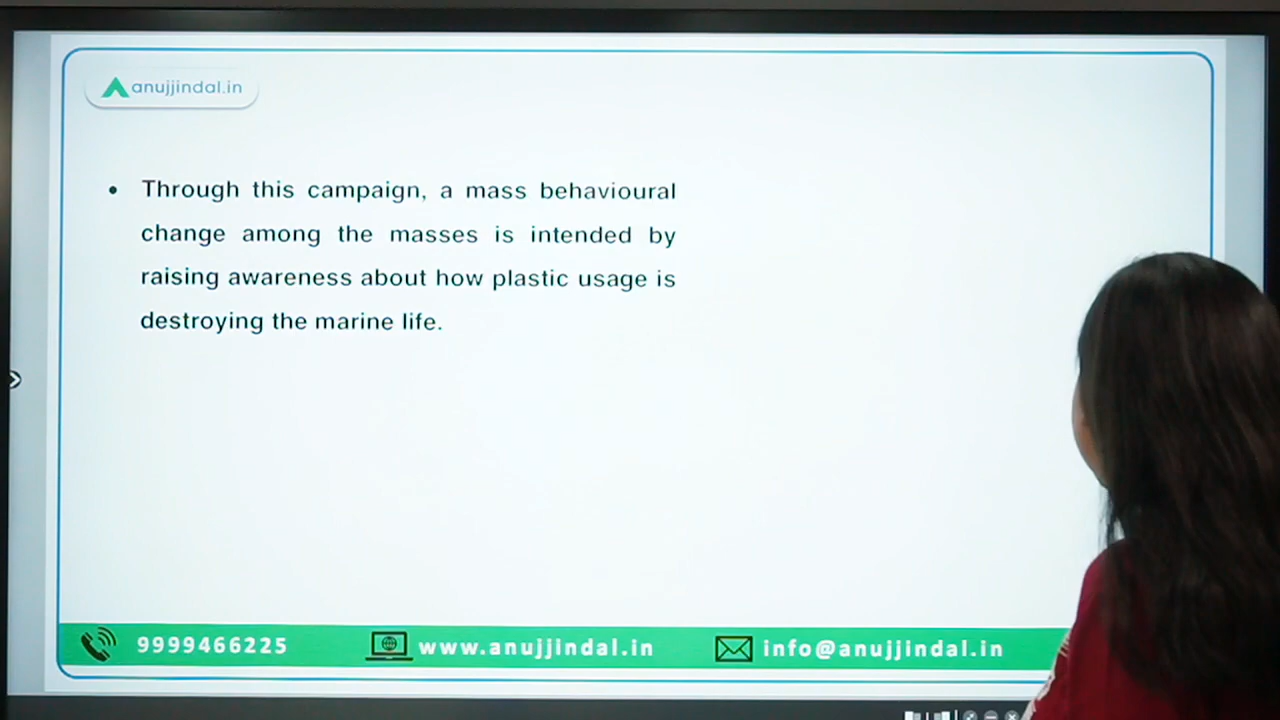 anujjindal.in
• Through this campaign, a mass behavioural
change among the masses is intended by
raising awareness about how plastic usage is
destroying the marine life.
9999466225 www.anujjindal.in info@anujjindal.in